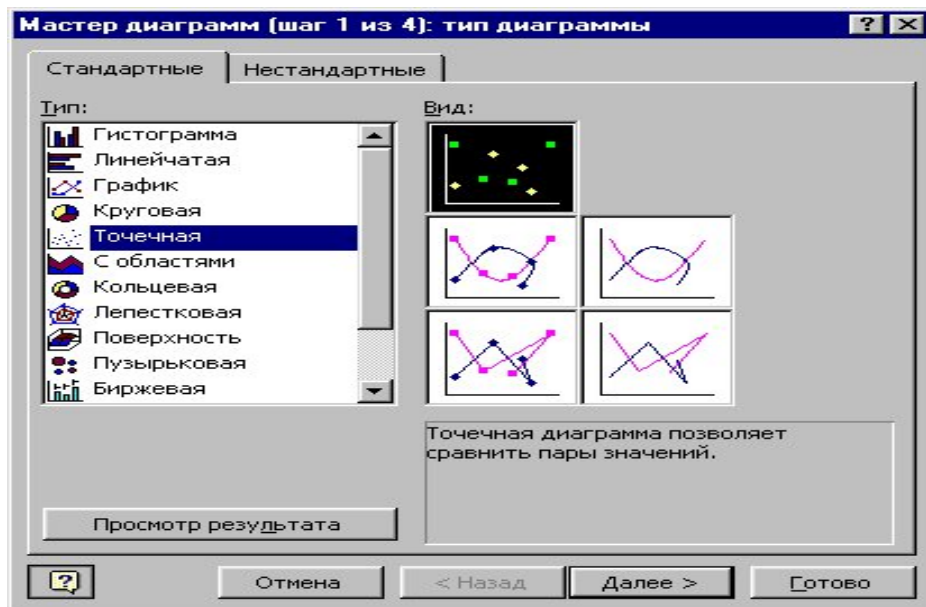 Мастер диаграмм (шаг 1 из 4): тип диаграммы
Стандартные
Нестандартные
Тип:
Гистограмма
Линейчатая
График
Круговая
Точечная
С областями
Кольцевая
Лепестковая
Поверхность
Пузырьковая
Биржевая
Вид:
Точечная диаграмма позволяет
сравнить пары значений.
Просмотр результата
Отмена
< Назад
Далее >
Готово